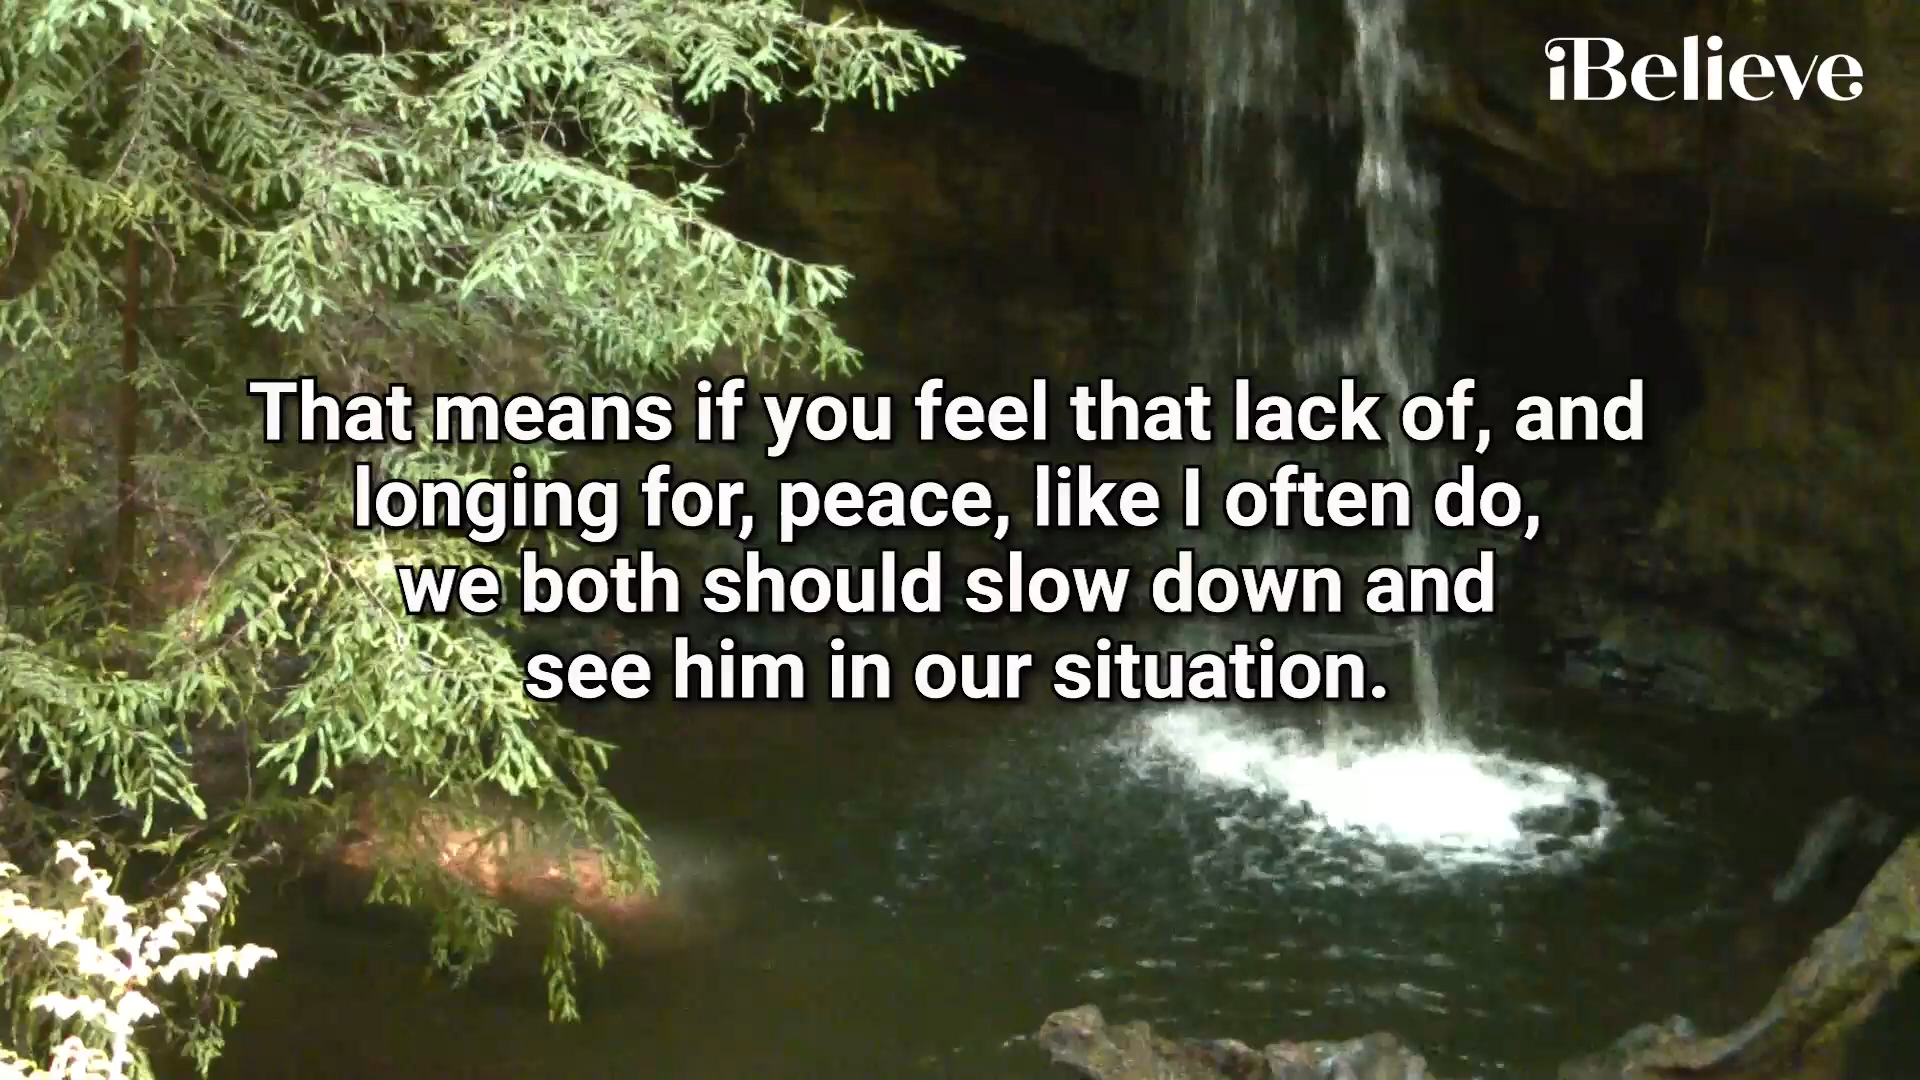 iBelieve
That means if you feel that lack of, and
longing for, peace, like I often do,
we both should slow down and
see him in our situation.